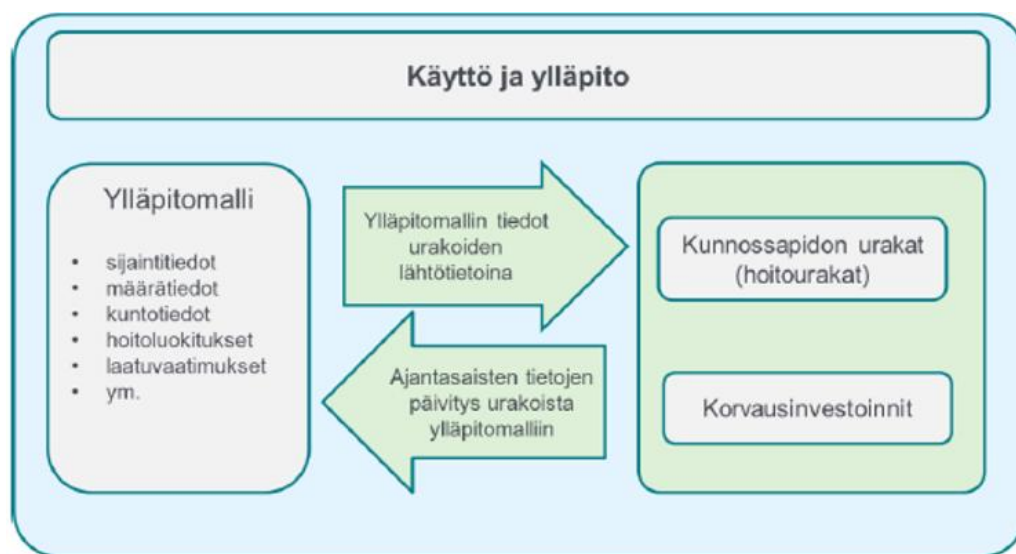 Käyttö ja ylläpito
Ylläpitomalli
• sijaintitiedot
• määrätiedot
• kuntotiedot
• hoitoluokitukset
• laatuvaatimukset
• ym.
Ylläpitomallin tiedot
urakoiden
lähtötietoina
Ajantasaisten tietojen
päivitys urakoista
ylläpitomalliin
Kunnossapidon urakat
(hoitourakat)
Korvausinvestoinnit